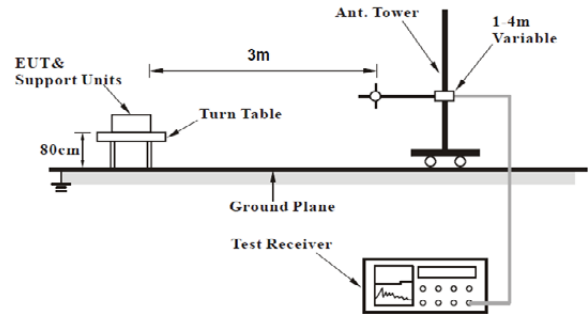 Ant. Tower
1-4m
Variable
3m
EUT&
Support Units
Turn Table
80cm
Ground Plane
Test Receiver